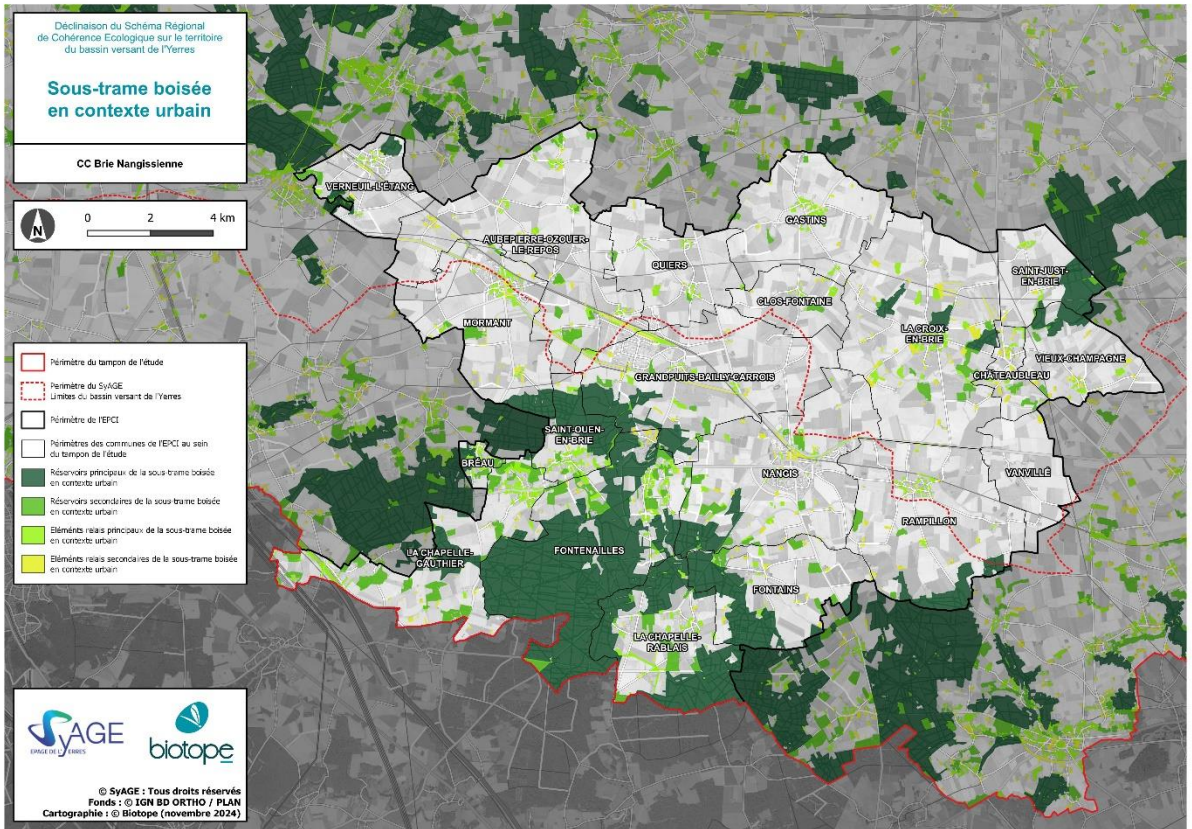 Déclinaison du Schéma Régional
de Cohérence Ecologique sur le territoire
du bassin versant de l'Yerres
Sous-trame boisée
en contexte urbain
CC Brie Nangissienne
N
0 2 4 km
Périmètre du tampon de l'étude
Perimètre du SyAGE
Limites du bassin versant de l'Yerres
Périmètre de l'EPCI
Périmètres des communes de l'EPCI au sein
du tampon de l'étude
Réservoirs principaux de la sous-trame boisée
en contexte urbain
Réservoirs secondaires de la sous-trame boisée
en contexte urbain
Eléments relais principaux de la sous-trame boisée
en contexte urbain
Eléments relais secondaires de la sous-trame boisée
en contexte urbain
VERNEUIL-L'ÉTANG
AUBEPIERRE-OZOUER-
LE-REPOS
QUIERS
GASTINS
SAINT-JUST-
EN-BRIE
CLOS-FONTAINE
MORMANT
LA CROIX-
EN-BRIE
VIEUX-CHAMPAGNE
CHÂTEAUBLEAU
GRANDPUITS-BAILLY-CARROIS
SAINT-OUEN-
EN-BRIE
BRÉAU
NANGIS
VANVILLÉ
RAMPILLON
LA CHAPELLE-
GAUTHIER
FONTENAILLES
FONTAINS
LA CHAPELLE-
RABLAIS
SyAGE
EPAGE DE L'YERRES
biotope
© SyAGE : Tous droits réservés
Fonds : © IGN BD ORTHO / PLAN
Cartographie : © Biotope (novembre 2024)